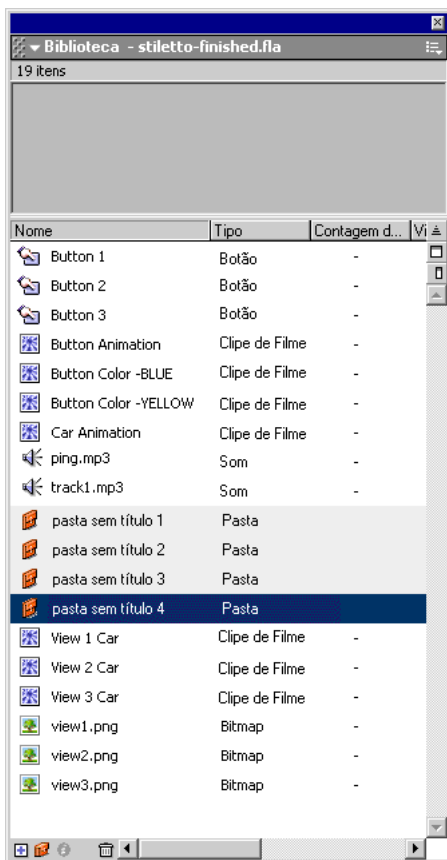 Biblioteca - stiletto-finished.fla
19 itens
Nome Tipo Contagem d... Vi
Button 1 Botão -
Button 2 Botão -
Button 3 Botão -
Button Animation Clipe de Filme -
Button Color -BLUE Clipe de Filme -
Button Color -YELLOW Clipe de Filme -
Car Animation Clipe de Filme -
ping.mp3 Som -
track1.mp3 Som -
pasta sem título 1 Pasta
pasta sem título 2 Pasta
pasta sem título 3 Pasta
pasta sem título 4 Pasta
View 1 Car Clipe de Filme -
View 2 Car Clipe de Filme -
View 3 Car Clipe de Filme -
view1.png Bitmap -
view2.png Bitmap -
view3.png Bitmap -